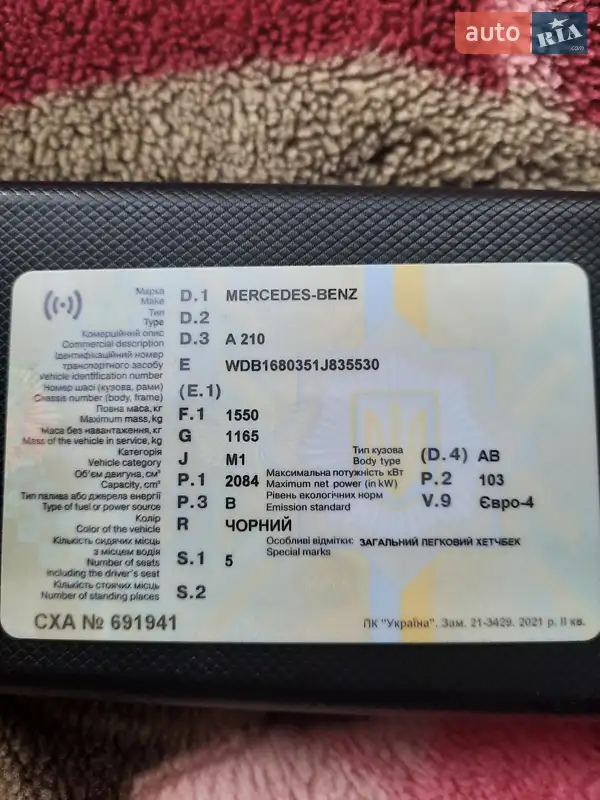 auto RIA .com
Марка D.1 MERCEDES-BENZ
Make
Тип D.2
Type
Комерційний опис D.3 A 210
Commercial description
Ідентифікаційний номер
транспортного засобу E WDB1680351J835530
Vehicle identification number
Номер шасі (кузова, рами) (E.1)
Chassis number (body, frame)
Повна маса, кг F.1 1550
Maximum mass, kg
Маса без навантаження, кг G 1165
Mass of the vehicle in service, kg
Категорія J M1 Тип кузова (D.4) AB
Vehicle category Body type
Об'єм двигуна, см³ P.1 2084 Максимальна потужність кВт P.2 103
Capacity, cm³ Maximum net power (in kW)
Тип палива або джерела енергії P.3 B Рівень екологічних норм V.9 Євро-4
Type of fuel or power source Emission standard
Колір R ЧОРНИЙ
Color of the vehicle
Кількість сидячих місць Особливі відмітки: ЗАГАЛЬНИЙ ЛЕГКОВИЙ ХЕТЧБЕК
з місцем водія S.1 5 Special marks
Number of seats
including the driver's seat
Кількість стоячих місць S.2
Number of standing places
СХА № 691941 ПК "Україна". Зам. 21-3429. 2021 р. II кв.